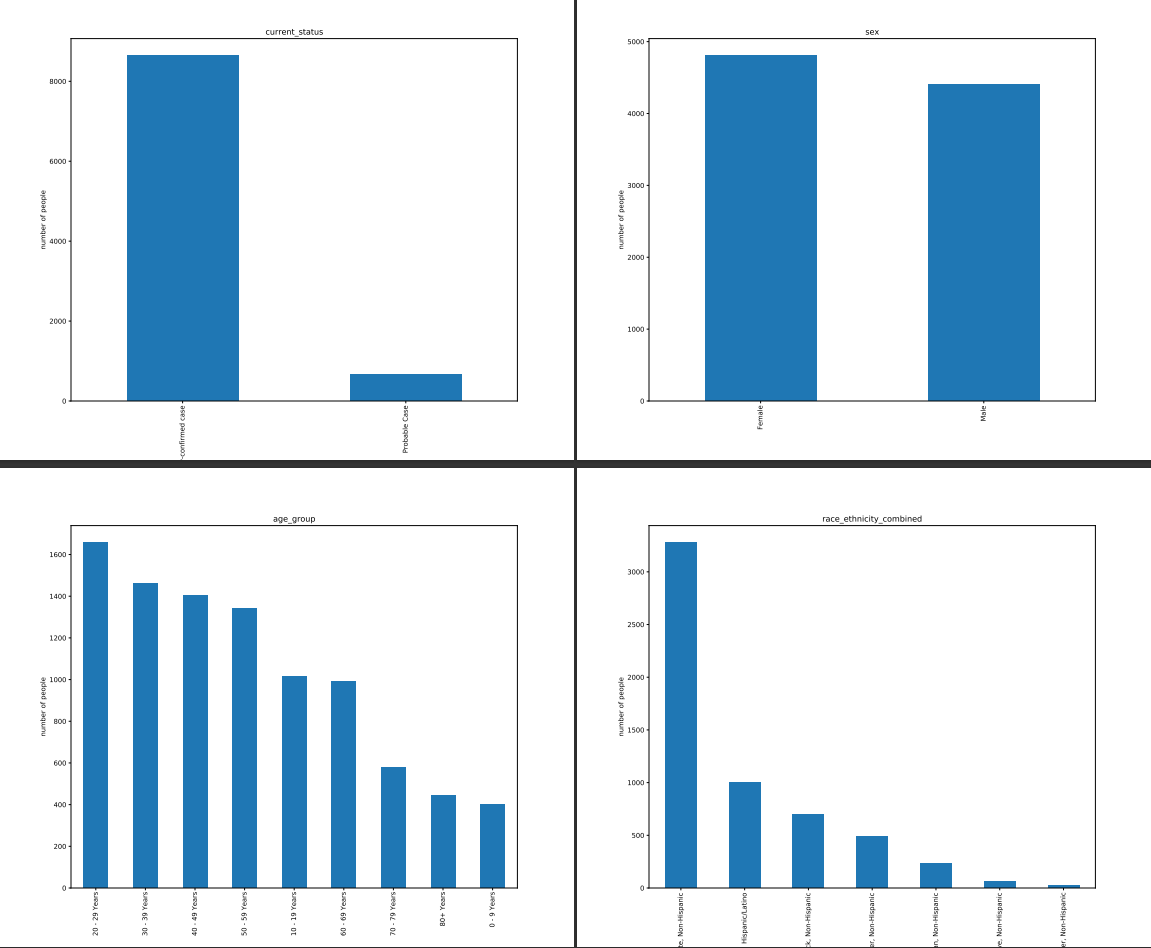 current_status
number of people
8000
6000
4000
2000
0
-confirmed case
Probable Case
sex
number of people
5000
4000
3000
2000
1000
0
Female
Male
age_group
number of people
1600
1400
1200
1000
800
600
400
200
0
20 - 29 Years
30 - 39 Years
40 - 49 Years
50 - 59 Years
10 - 19 Years
60 - 69 Years
70 - 79 Years
80+ Years
0 - 9 Years
race_ethnicity_combined
number of people
3000
2500
2000
1500
1000
500
0
te, Non-Hispanic
Hispanic/Latino
k, Non-Hispanic
er, Non-Hispanic
n, Non-Hispanic
ve, Non-Hispanic
er, Non-Hispanic